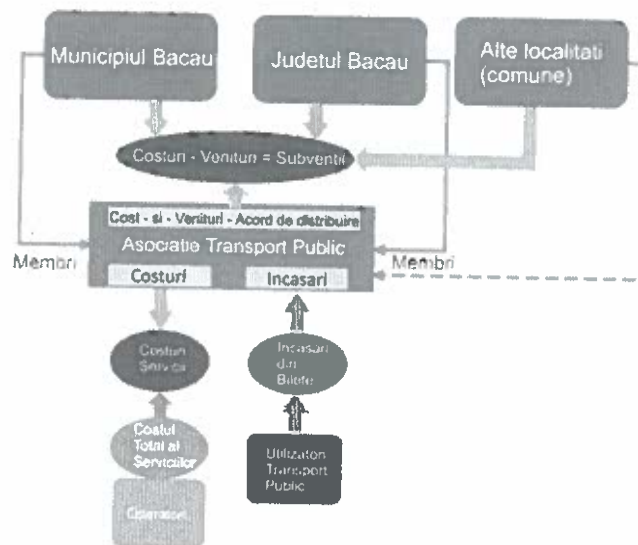 Municipiul Bacau
Judetul Bacau
Alte localitati
(comune)
Costuri - Venituri = Subventii
Cost - si - Venituri - Acord de distribuire
Asociatie Transport Public
Membri
Membri
Costuri
Incasari
Costuri
Servicii
Incasari
din
Bilete
Costul
Total al
Serviciilor
Utilizatori
Transport
Public
Operatori